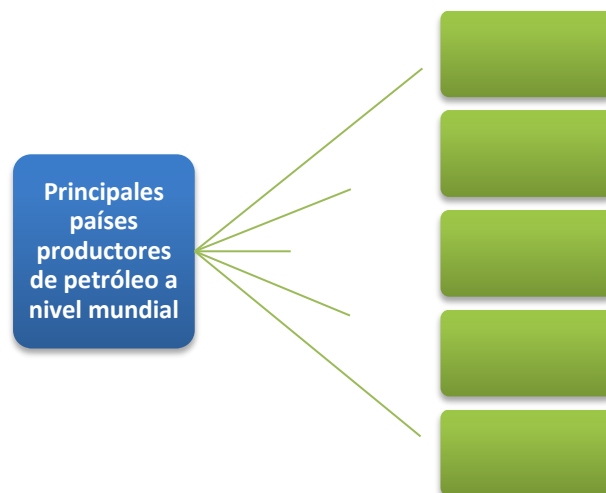 Principales
países
productores
de petróleo a
nivel mundial